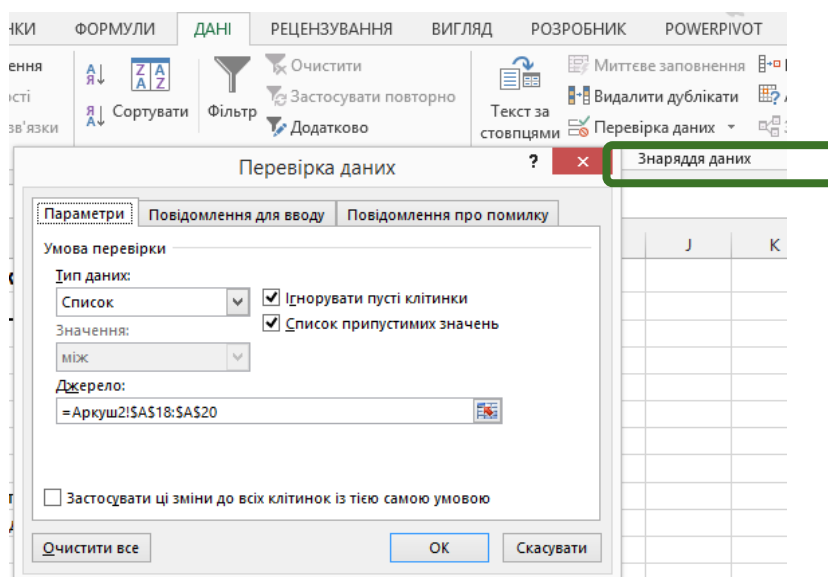 НКИ ФОРМУЛИ ДАНІ РЕЦЕНЗУВАННЯ ВИГЛЯД РОЗРОБНИК POWERPIVOT
ення
ості
зв'язки
Сортувати
Фільтр
Очистити
Застосувати повторно
Додатково
Текст за
стовпцями
Миттєве заповнення
Видалити дублікати
Перевірка даних
Знаряддя даних
Перевірка даних ?
Параметри Повідомлення для вводу Повідомлення про помилку
Умова перевірки
Тип даних:
Список
Ігнорувати пусті клітинки
Список припустимих значень
Значення:
між
Джерело:
=Аркуш2!$A$18:$A$20
Застосувати ці зміни до всіх клітинок із тією самою умовою
Очистити все OK Скасувати
J K